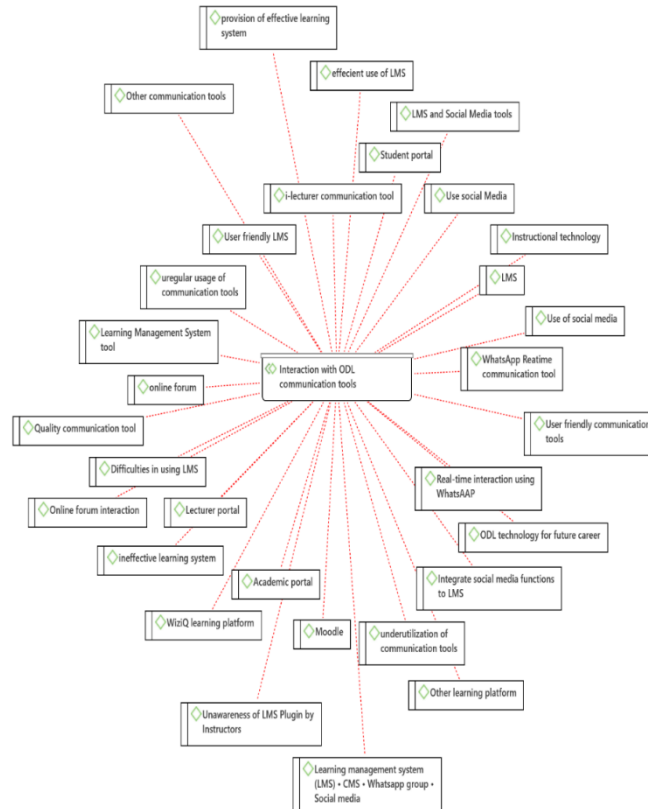 provision of effective learning
system
effecient use of LMS
Other communication tools
LMS and Social Media tools
Student portal
i-lecturer communication tool
Use social Media
User friendly LMS
Instructional technology
uregular usage of
communication tools
LMS
Use of social media
Learning Management System
tool
WhatsApp Reatime
communication tool
Interaction with ODL
communication tools
online forum
Quality communication tool
User friendly communication
tools
Difficulties in using LMS
Real-time interaction using
WhatsAAP
Online forum interaction
Lecturer portal
ODL technology for future career
ineffective learning system
Academic portal
Integrate social media functions
to LMS
WiziQ learning platform
Moodle
underutilization of
communication tools
Other learning platform
Unawareness of LMS Plugin by
Instructors
Learning management system
(LMS) • CMS • Whatsapp group •
Social media